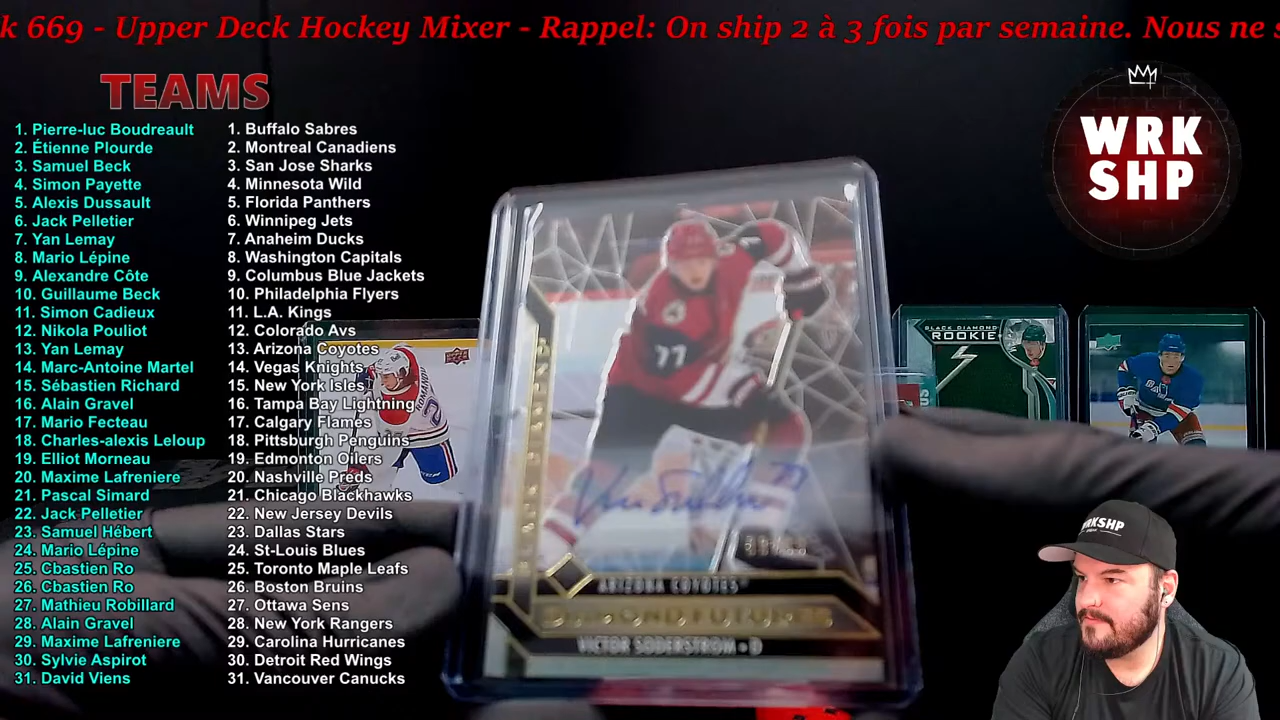 k 669 - Upper Deck Hockey Mixer - Rappel: On ship 2 à 3 fois par semaine. Nous ne s
TEAMS
1. Pierre-luc Boudreault
2. Étienne Plourde
3. Samuel Beck
4. Simon Payette
5. Alexis Dussault
6. Jack Pelletier
7. Yan Lemay
8. Mario Lépine
9. Alexandre Côte
10. Guillaume Beck
11. Simon Cadieux
12. Nikola Pouliot
13. Yan Lemay
14. Marc-Antoine Martel
15. Sébastien Richard
16. Alain Gravel
17. Mario Fecteau
18. Charles-alexis Leloup
19. Elliot Morneau
20. Maxime Lafreniere
21. Pascal Simard
22. Jack Pelletier
23. Samuel Hébert
24. Mario Lépine
25. Cbastien Ro
26. Cbastien Ro
27. Mathieu Robillard
28. Alain Gravel
29. Maxime Lafreniere
30. Sylvie Aspirot
31. David Viens
1. Buffalo Sabres
2. Montreal Canadiens
3. San Jose Sharks
4. Minnesota Wild
5. Florida Panthers
6. Winnipeg Jets
7. Anaheim Ducks
8. Washington Capitals
9. Columbus Blue Jackets
10. Philadelphia Flyers
11. L.A. Kings
12. Colorado Avs
13. Arizona Coyotes
14. Vegas Knights
15. New York Isles
16. Tampa Bay Lightning
17. Calgary Flames
18. Pittsburgh Penguins
19. Edmonton Oilers
20. Nashville Preds
21. Chicago Blackhawks
22. New Jersey Devils
23. Dallas Stars
24. St-Louis Blues
25. Toronto Maple Leafs
26. Boston Bruins
27. Ottawa Sens
28. New York Rangers
29. Carolina Hurricanes
30. Detroit Red Wings
31. Vancouver Canucks
WRK
SHP
77
ARIZONA COYOTES
DIAMOND FUTURES
VICTOR SODERSTROM • D
BLACK DIAMOND
ROOKIE
WRKSHP